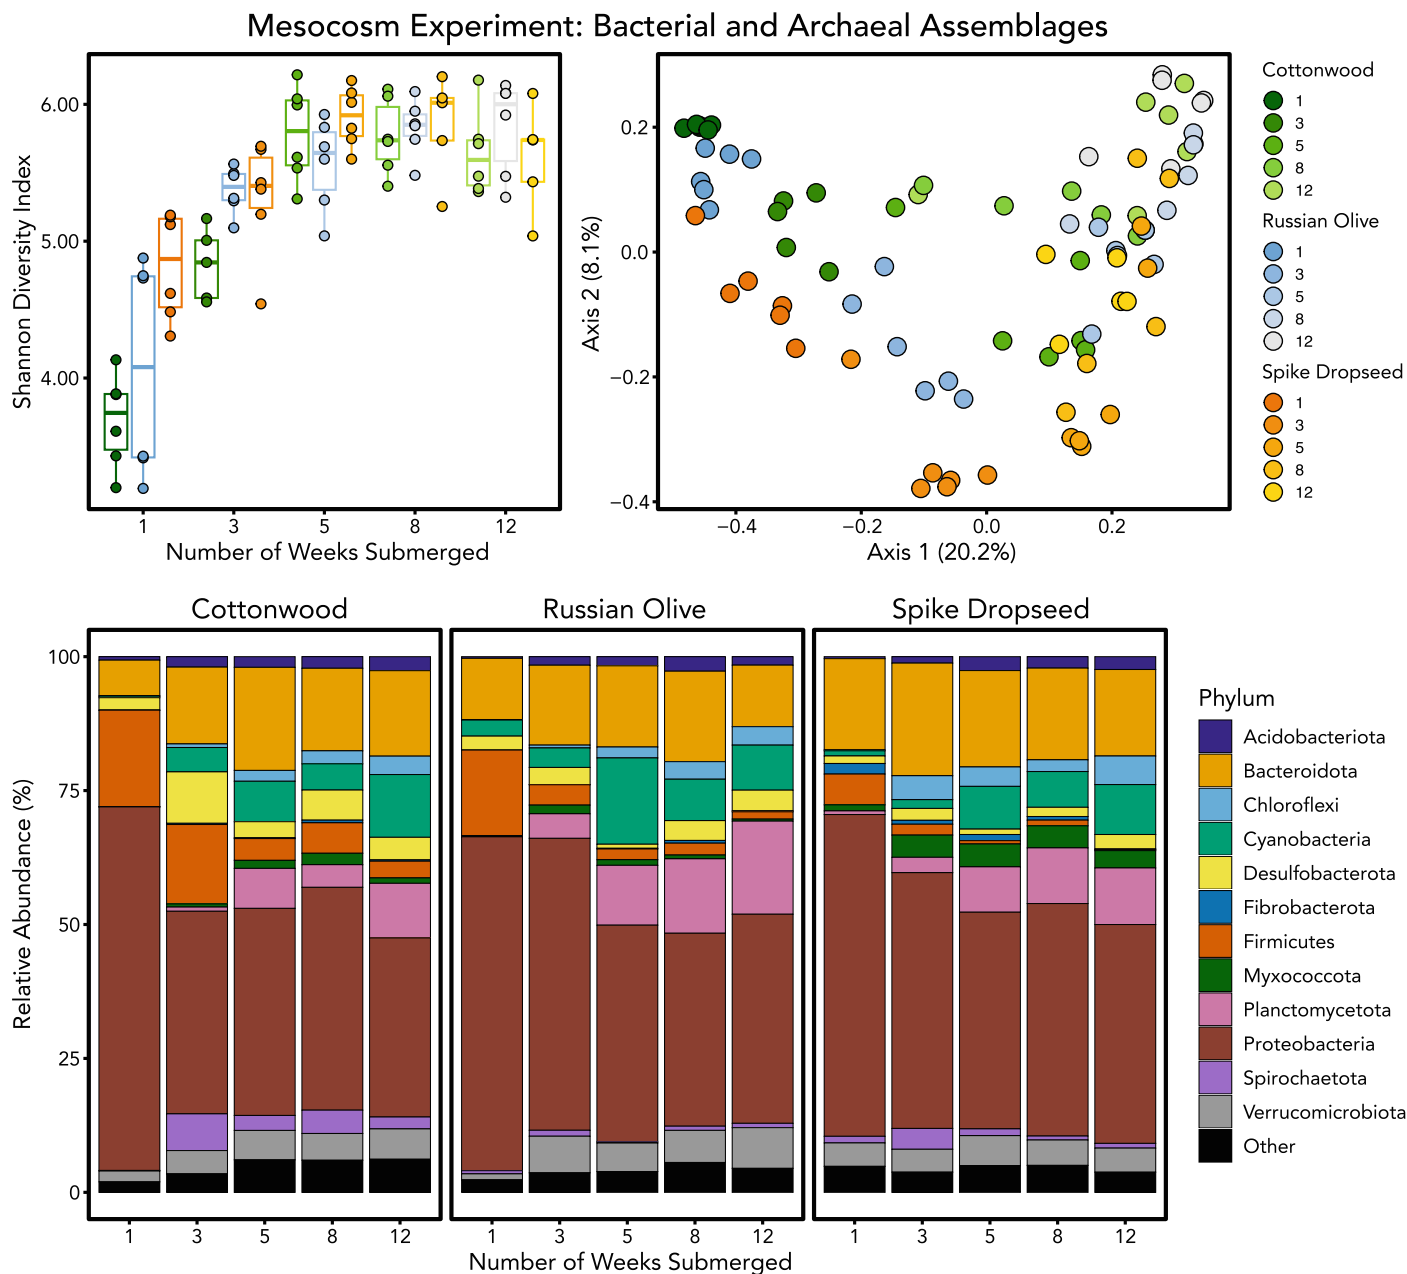 Mesocosm Experiment: Bacterial and Archaeal Assemblages
Shannon Diversity Index
6.00
5.00
4.00
1 3 5 8 12
Number of Weeks Submerged
Axis 2 (8.1%)
0.2
0.0
−0.2
−0.4
−0.4 −0.2 0.0 0.2
Axis 1 (20.2%)
Cottonwood
1
3
5
8
12
Russian Olive
1
3
5
8
12
Spike Dropseed
1
3
5
8
12
Cottonwood Russian Olive Spike Dropseed
Relative Abundance (%)
100
75
50
25
0
1 3 5 8 12 1 3 5 8 12 1 3 5 8 12
Number of Weeks Submerged
Phylum
Acidobacteriota
Bacteroidota
Chloroflexi
Cyanobacteria
Desulfobacterota
Fibrobacterota
Firmicutes
Myxococcota
Planctomycetota
Proteobacteria
Spirochaetota
Verrucomicrobiota
Other